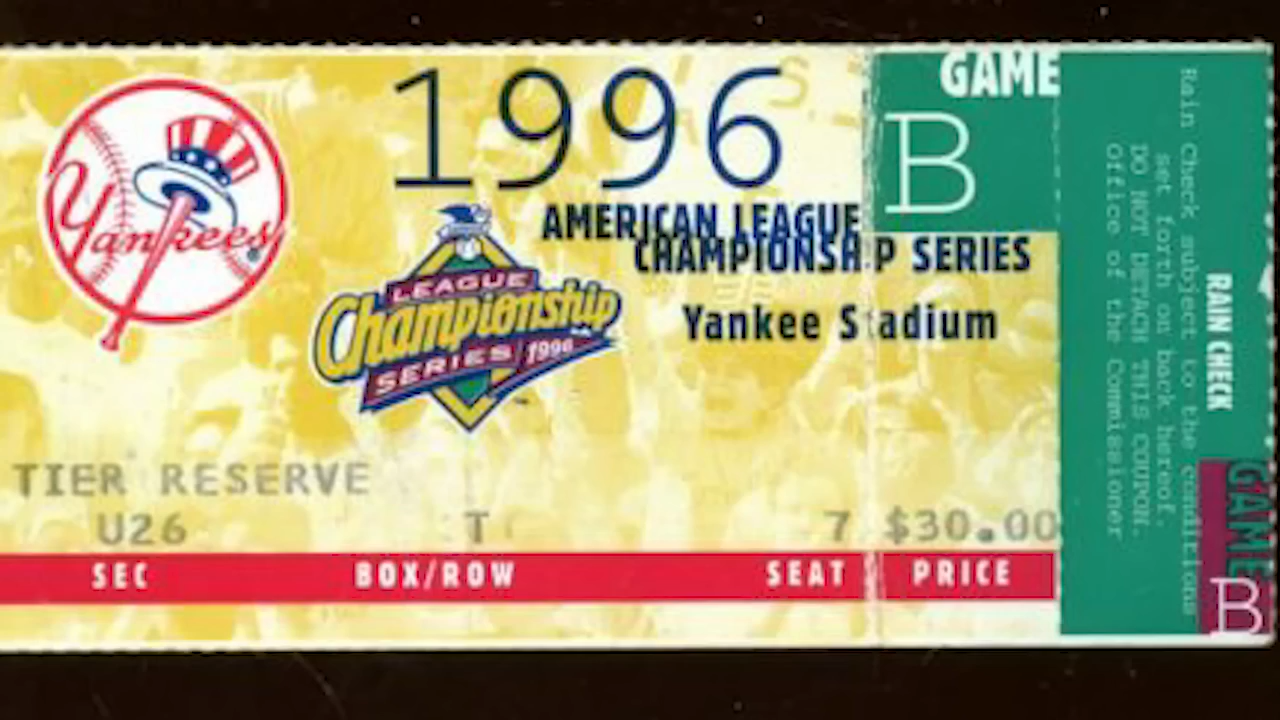 Yankees
1996
AMERICAN LEAGUE
CHAMPIONSHIP SERIES
Yankee Stadium
LEAGUE
Championship
SERIES 1996
TIER RESERVE
U26 T 7 $30.00
SEC BOX/ROW SEAT PRICE
GAME
B
RAIN CHECK
Rain Check subject to the conditions
set forth on back hereof.
DO NOT DETACH THIS COUPON.
Office of the Commissioner
GAME
B